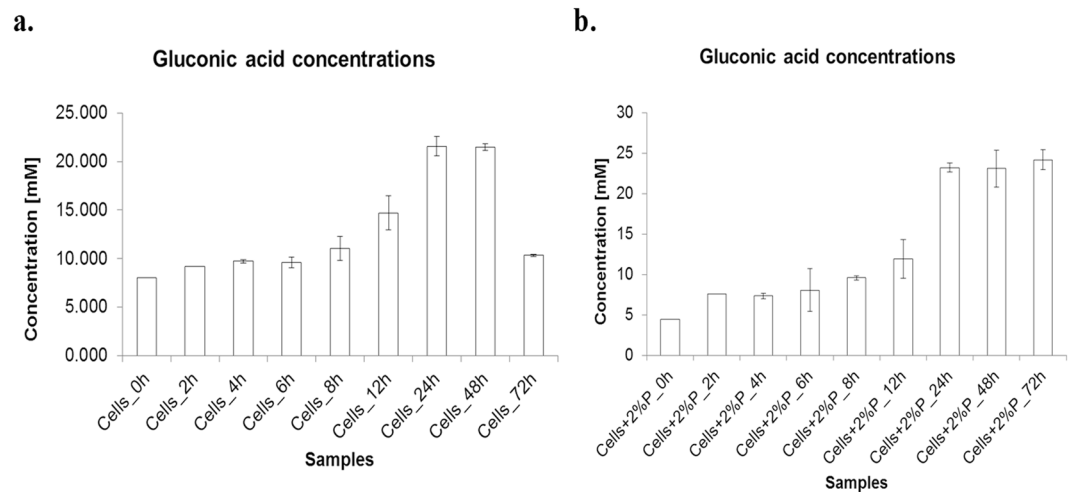 a.
Gluconic acid concentrations
Concentration [mM]
25.000
20.000
15.000
10.000
5.000
0.000
Cells_0h
Cells_2h
Cells_4h
Cells_6h
Cells_8h
Cells_12h
Cells_24h
Cells_48h
Cells_72h
Samples
b.
Gluconic acid concentrations
Concentration [mM]
30
25
20
15
10
5
0
Cells+2%P_0h
Cells+2%P_2h
Cells+2%P_4h
Cells+2%P_6h
Cells+2%P_8h
Cells+2%P_12h
Cells+2%P_24h
Cells+2%P_48h
Cells+2%P_72h
Samples